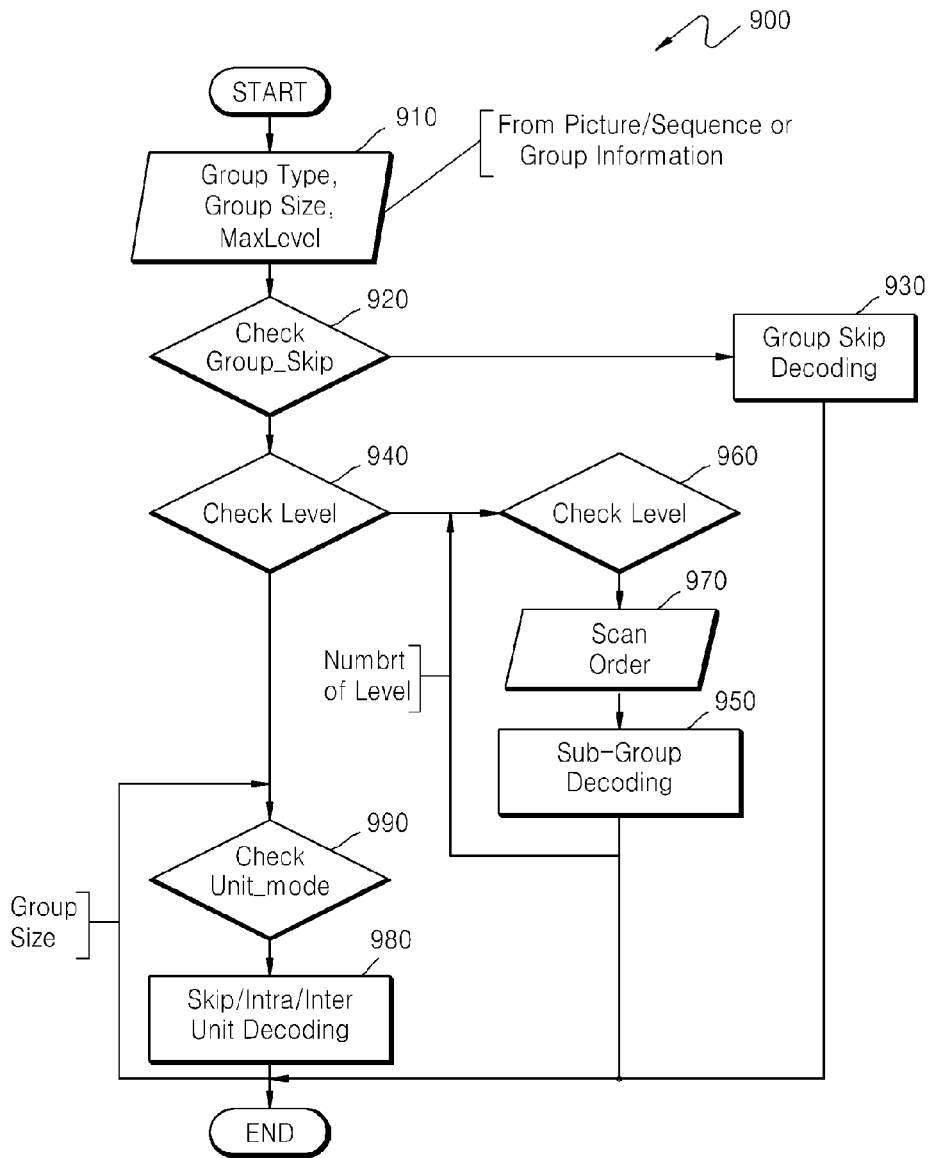 900
START
910
From Picture/Sequence or
Group Information
Group Type,
Group Size,
MaxLevel
920
Check
Group_Skip
930
Group Skip
Decoding
940
Check Level
960
Check Level
970
Scan
Order
Numbrt
of Level
950
Sub-Group
Decoding
990
Check
Unit_mode
Group
Size
980
Skip/Intra/Inter
Unit Decoding
END